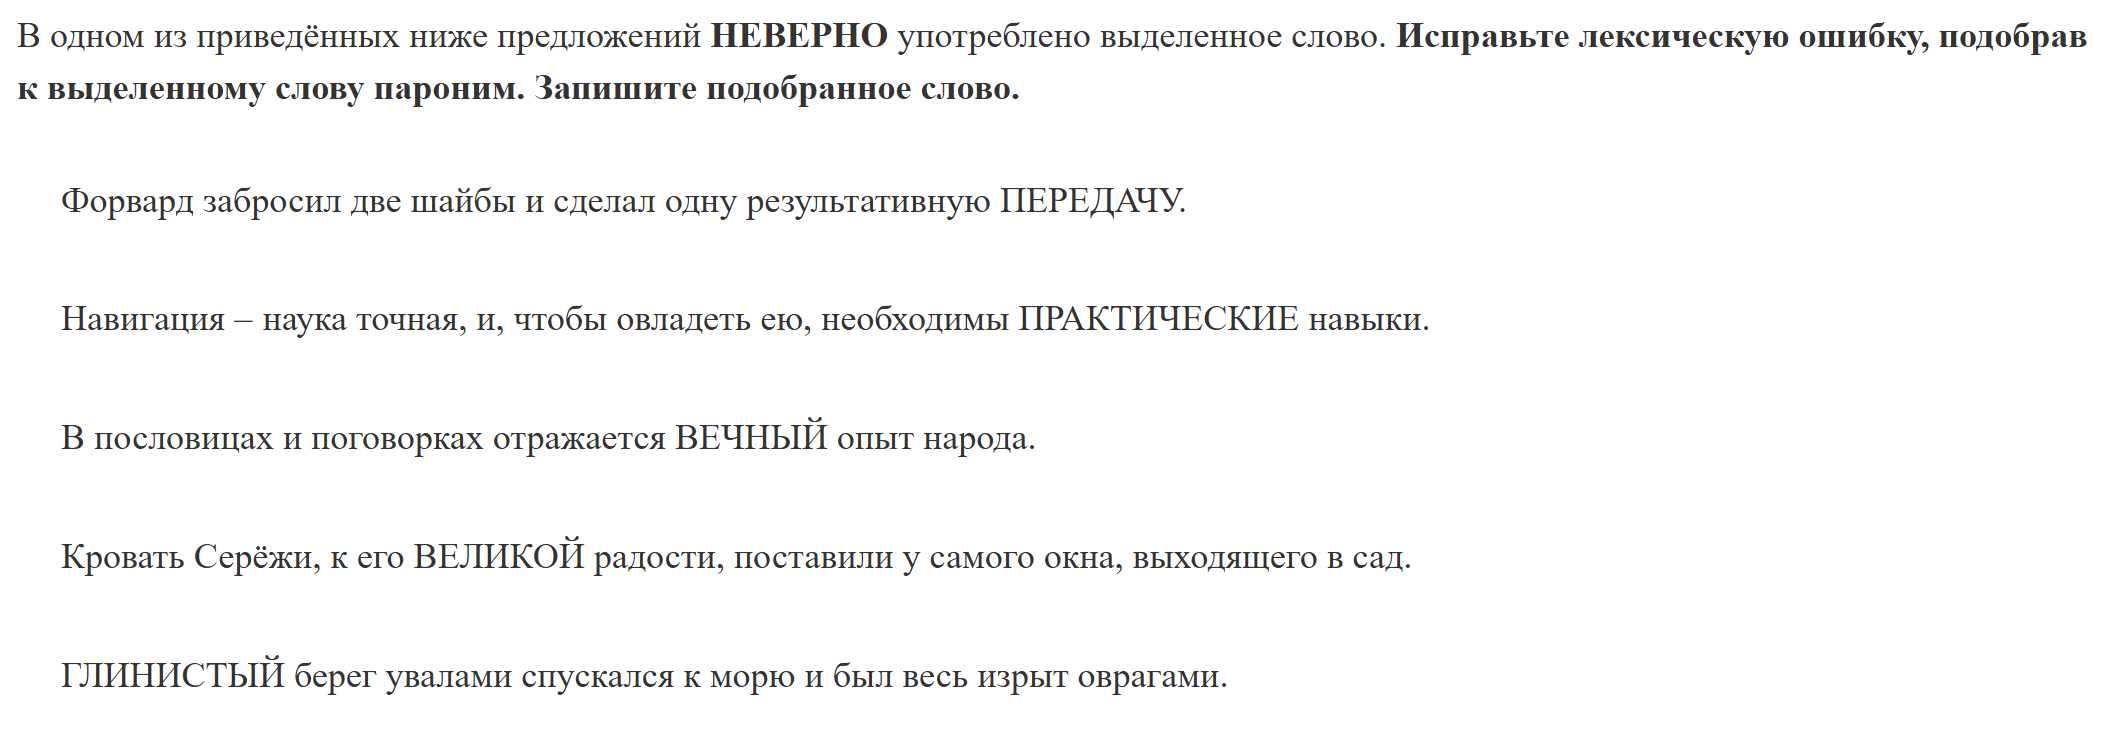 В одном из приведённых ниже предложений НЕВЕРНО употреблено выделенное слово. Исправьте лексическую ошибку, подобрав
к выделенному слову пароним. Запишите подобранное слово.
Форвард забросил две шайбы и сделал одну результативную ПЕРЕДАЧУ.
Навигация – наука точная, и, чтобы овладеть ею, необходимы ПРАКТИЧЕСКИЕ навыки.
В пословицах и поговорках отражается ВЕЧНЫЙ опыт народа.
Кровать Серёжи, к его ВЕЛИКОЙ радости, поставили у самого окна, выходящего в сад.
ГЛИНИСТЫЙ берег увалами спускался к морю и был весь изрыт оврагами.